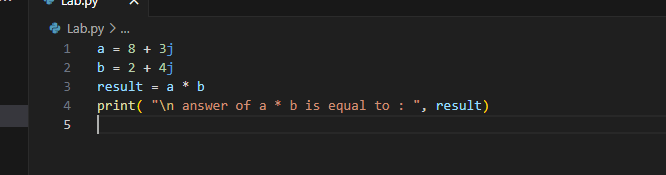 Lab.py
Lab.py > ...
1 a = 8 + 3j
2 b = 2 + 4j
3 result = a * b
4 print( "\n answer of a * b is equal to : ", result)
5